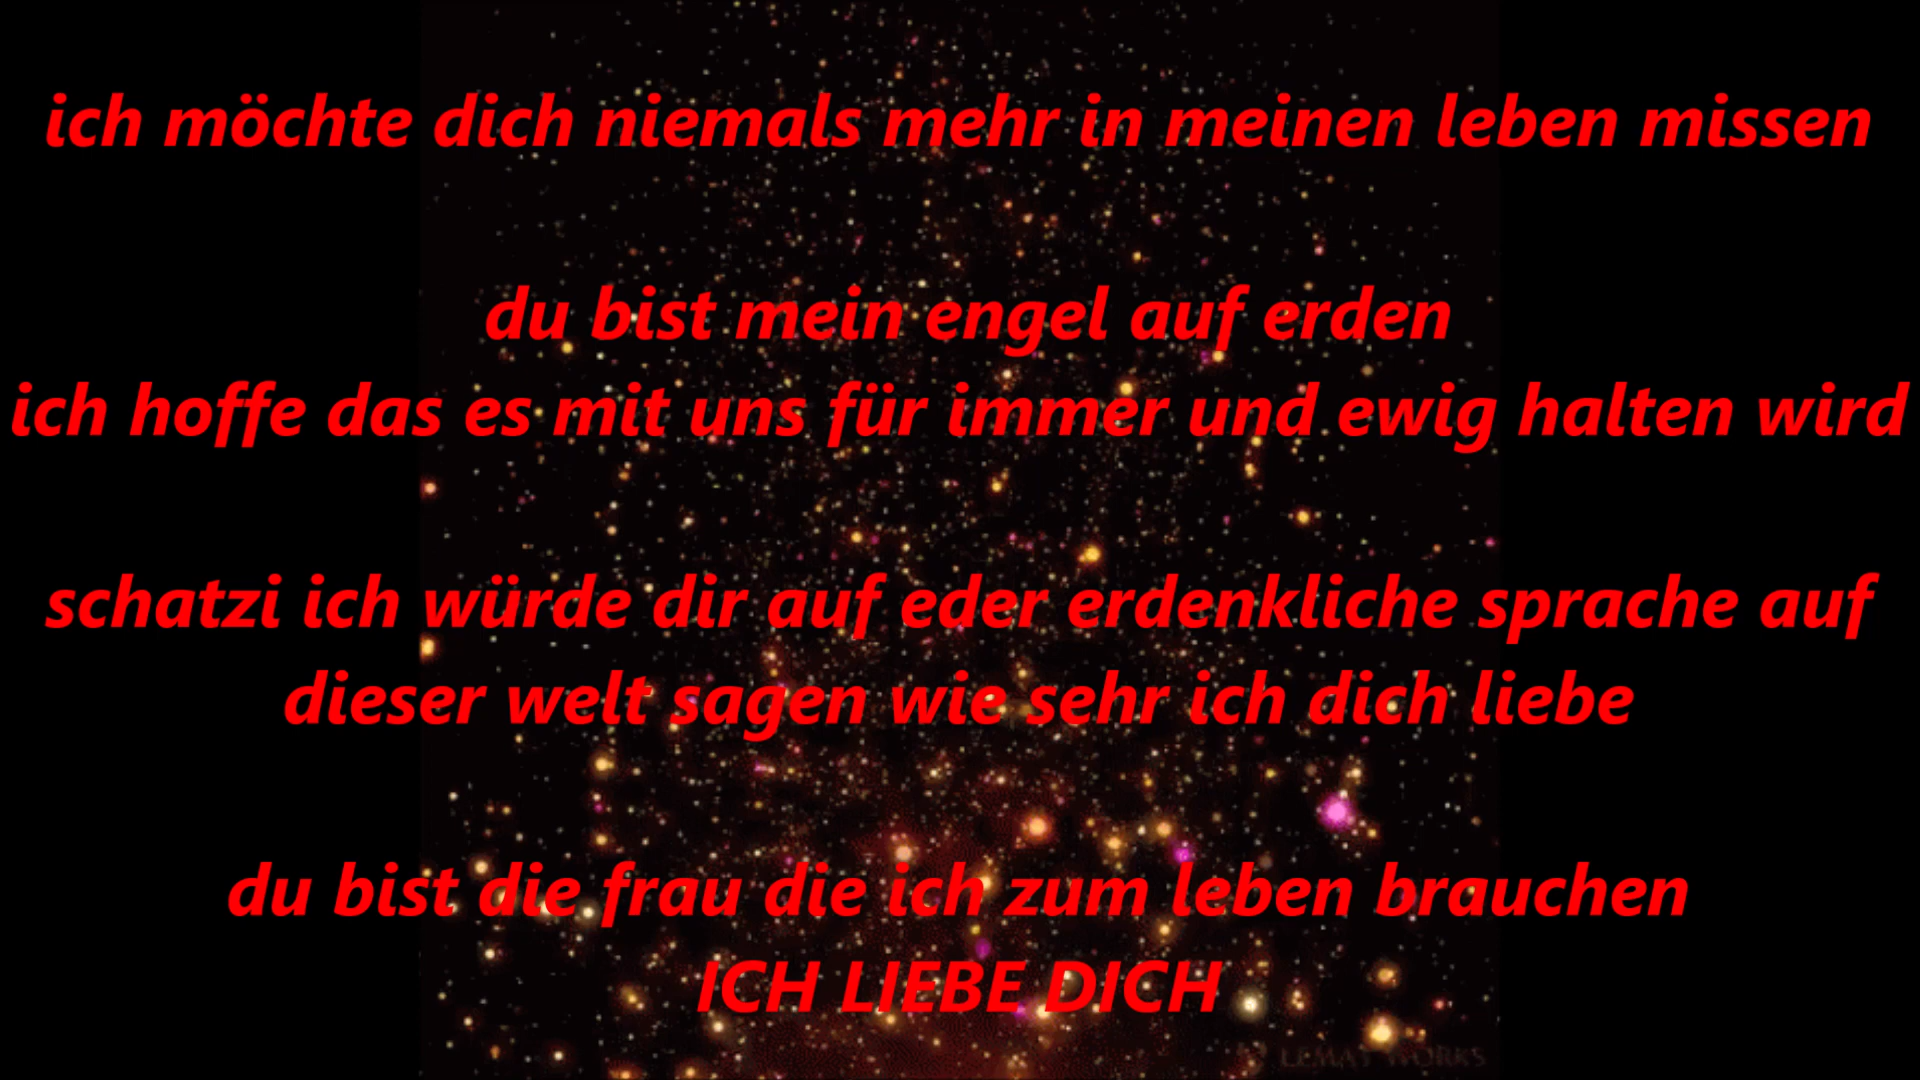 ich möchte dich niemals mehr in meinen leben missen
du bist mein engel auf erden
ich hoffe das es mit uns für immer und ewig halten wird
schatzi ich würde dir auf eder erdenkliche sprache auf
dieser welt sagen wie sehr ich dich liebe
du bist die frau die ich zum leben brauchen
ICH LIEBE DICH
LEMAT WORKS